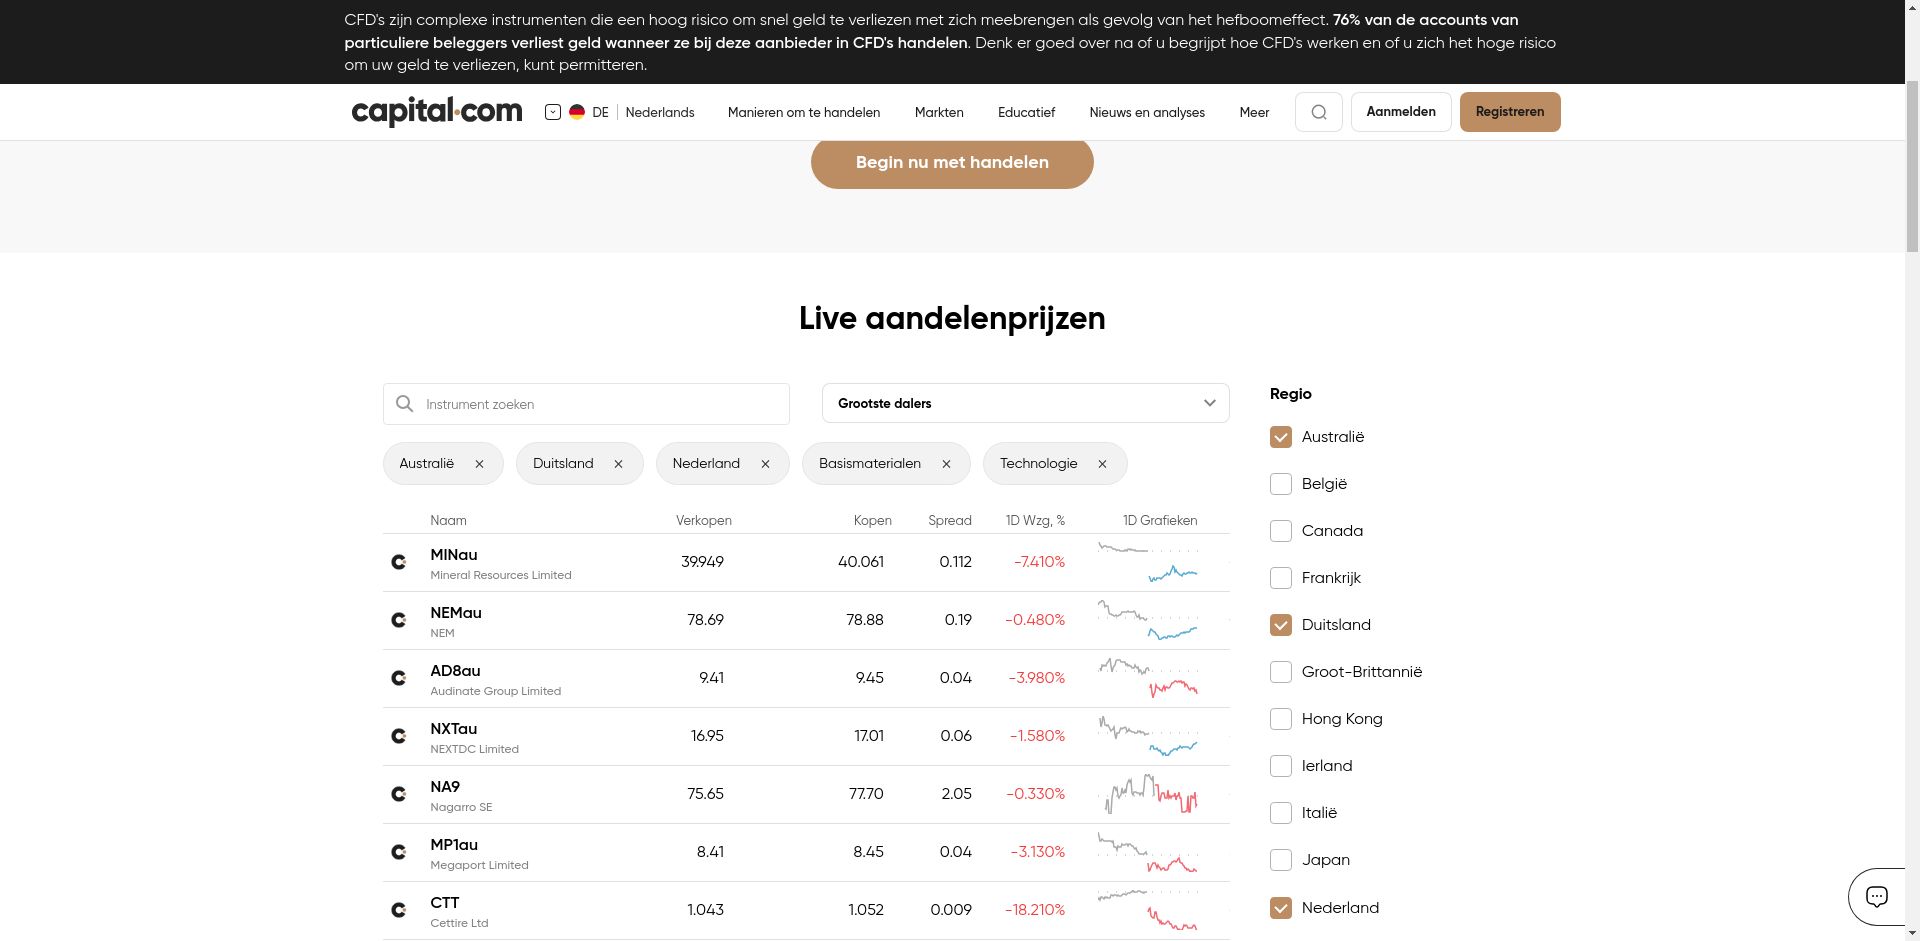 CFD's zijn complexe instrumenten die een hoog risico om snel geld te verliezen met zich meebrengen als gevolg van het hefboomeffect. 76% van de accounts van
particuliere beleggers verliest geld wanneer ze bij deze aanbieder in CFD's handelen. Denk er goed over na of u begrijpt hoe CFD's werken en of u zich het hoge risico
om uw geld te verliezen, kunt permitteren.
capital.com DE Nederlands Manieren om te handelen Markten Educatief Nieuws en analyses Meer Aanmelden Registreren
Begin nu met handelen
Live aandelenprijzen
Instrument zoeken Grootste dalers
Australië Duitsland Nederland Basismaterialen Technologie
Naam Verkopen Kopen Spread 1D Wzg, % 1D Grafieken
MINau 39.949 40.061 0.112 -7.410%
Mineral Resources Limited
NEMau 78.69 78.88 0.19 -0.480%
NEM
AD8au 9.41 9.45 0.04 -3.980%
Audinate Group Limited
NXTau 16.95 17.01 0.06 -1.580%
NEXTDC Limited
NA9 75.65 77.70 2.05 -0.330%
Nagarro SE
MP1au 8.41 8.45 0.04 -3.130%
Megaport Limited
CTT 1.043 1.052 0.009 -18.210%
Cettire Ltd
Regio
Australië
België
Canada
Frankrijk
Duitsland
Groot-Brittannië
Hong Kong
Ierland
Italië
Japan
Nederland